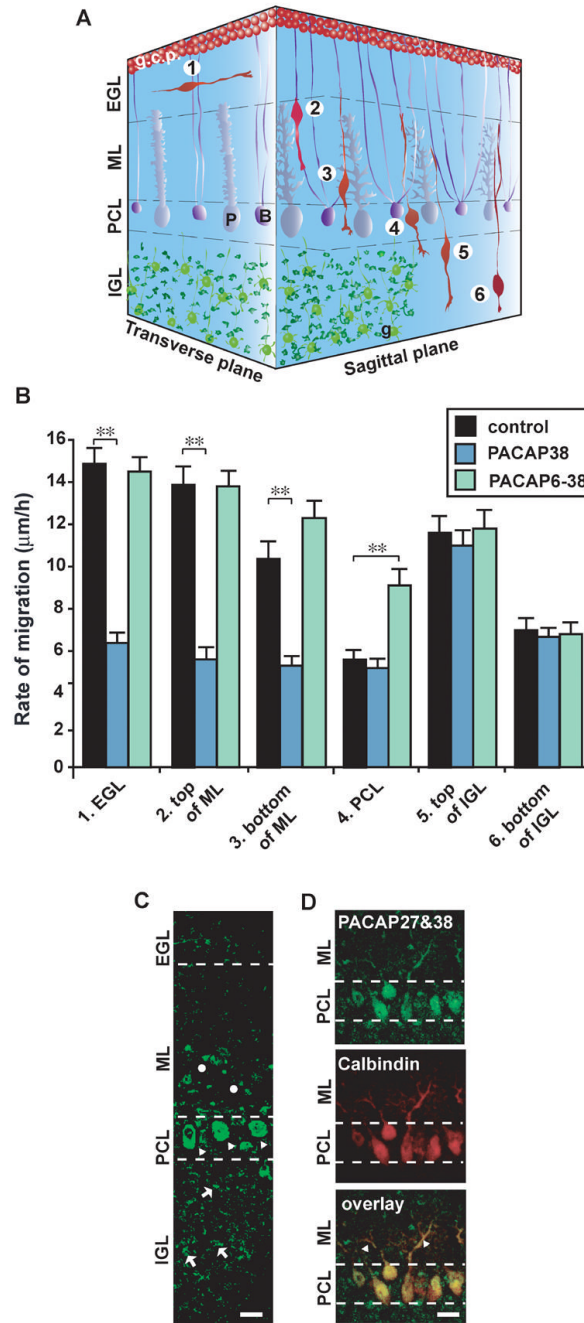 A
g.c.p.
1
EGL
2
ML
3
PCL
P
B
4
5
IGL
6
g
Transverse plane
Sagittal plane
B
control
PACAP38
PACAP6-38
Rate of migration (µm/h)
16
14
12
10
8
6
4
2
0
**
**
**
**
1. EGL
2. top of ML
3. bottom of ML
4. PCL
5. top of IGL
6. bottom of IGL
C
EGL
ML
PCL
IGL
D
PACAP27&38
ML
PCL
Calbindin
ML
PCL
overlay
ML
PCL